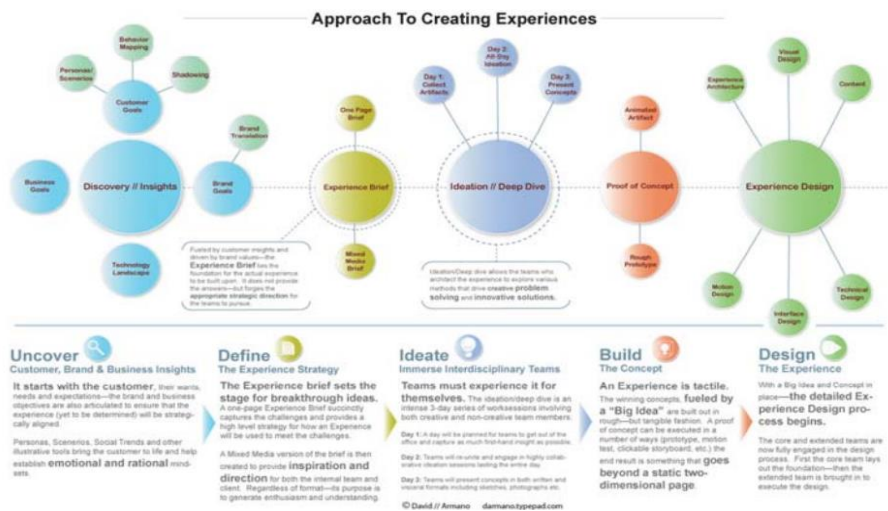 Approach To Creating Experiences
Behavior
Mapping
Personas/
Scenarios
Shadowing
Customer
Goals
Brand
Translation
Business
Goals
Discovery // Insights
Brand
Goals
Technology
Landscape
One Page
Brief
Experience Brief
Mixed
Media
Brief
Day 1:
Collect
Artifacts
Day 2:
All-Day
Ideation
Day 3:
Present
Concepts
Ideation // Deep Dive
Animated
Artifact
Proof of Concept
Rough
Prototype
Visual
Design
Experience
Architecture
Content
Experience Design
Motion
Design
Interface
Design
Technical
Design
Fueled by customer insights and
driven by brand values—the
Experience Brief lies the
foundation for the actual experience
to be built upon. It does not provide
the answers—but forges the
appropriate strategic direction for
the teams to pursue.
Ideation/Deep dive allows the teams who
architect the experience to explore various
methods that drive creative problem
solving and innovative solutions.
Uncover
Customer, Brand & Business Insights
It starts with the customer, their wants,
needs and expectations—the brand and business
objectives are also articulated to ensure that the
experience (yet to be determined) will be strateg-
ically aligned.
Personas, Scenarios, Social Trends and other
illustrative tools bring the customer to life and help
establish emotional and rational mind-
sets.
Define
The Experience Strategy
The Experience brief sets the
stage for breakthrough ideas.
A one-page Experience Brief succinctly
captures the challenges and provides a
high level strategy for how an Experience
will be used to meet the challenges.
A Mixed Media version of the brief is then
created to provide inspiration and
direction for both the internal team and
client. Regardless of format—its purpose is
to generate enthusiasm and understanding.
Ideate
Immerse Interdisciplinary Teams
Teams must experience it for
themselves. The ideation/deep dive is an
intense 3-day series of worksessions involving
both creative and non-creative team members.
Day 1: A day will be planned for teams to get out of the
office and capture as much first-hand insight as possible.
Day 2: Teams will re-unite and engage in highly collab-
orative ideation sessions lasting the entire day.
Day 3: Teams will present concepts in both written and
visceral formats including sketches, photographs etc.
© David // Armano darmano.typepad.com
Build
The Concept
An Experience is tactile.
The winning concepts, fueled by
a “Big Idea” are built out in
rough—but tangible fashion. A proof
of concept can be executed in a
number of ways (prototype, motion
test, clickable storyboard, etc.) the
end result is something that goes
beyond a static two-
dimensional page.
Design
The Experience
With a Big Idea and Concept in
place—the detailed Ex-
perience Design pro-
cess begins.
The core and extended teams are
now fully engaged in the design
process. First the core team lays
out the foundation—then the
extended team is brought in to
execute the design.